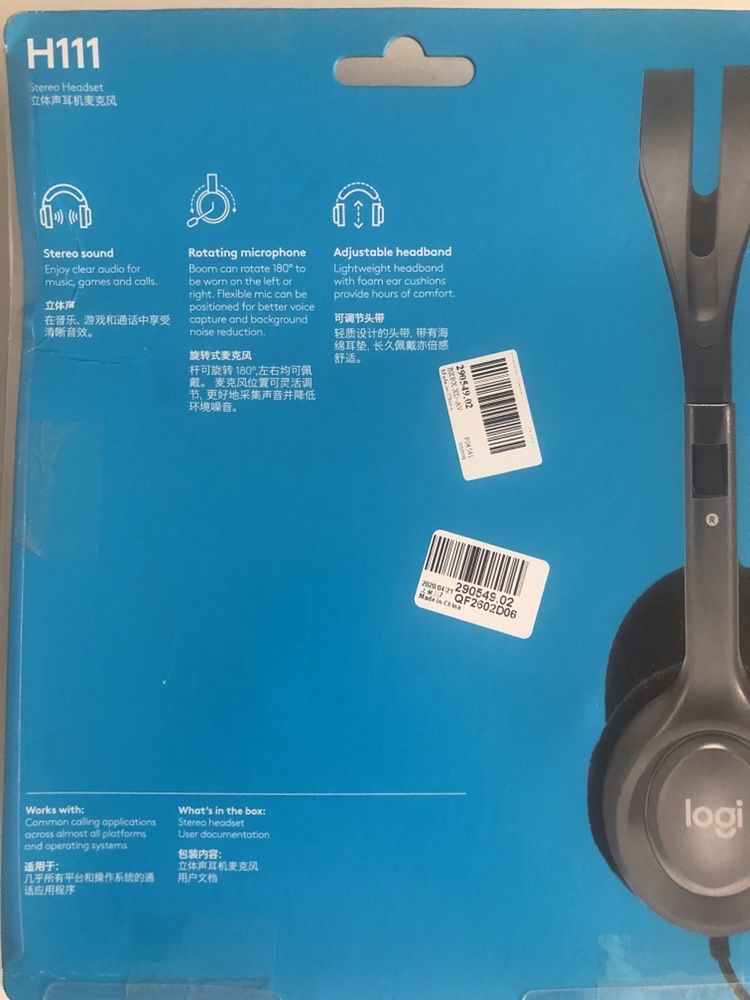 H111
Stereo Headset
立体声耳机麦克风
Stereo sound
Enjoy clear audio for
music, games and calls.
立体声
在音乐、游戏和通话中享受
清晰音效。
Rotating microphone
Boom can rotate 180° to
be worn on the left or
right. Flexible mic can be
positioned for better voice
capture and background
noise reduction.
旋转式麦克风
杆可旋转 180°,左右均可佩
戴。 麦克风位置可灵活调
节, 更好地采集声音并降低
环境噪音。
Adjustable headband
Lightweight headband
with foam ear cushions
provide hours of comfort.
可调节头带
轻质设计的头带, 带有海
绵耳垫, 长久佩戴亦倍感
舒适。
290549.02
Made in China
2020/04/21 290549.02
QF2602D06
Made in China
R
logi
Works with:
Common calling applications
across almost all platforms
and operating systems
适用于:
几乎所有平台和操作系统的通
话应用程序
What's in the box:
Stereo headset
User documentation
包装内容:
立体声耳机麦克风
用户文档